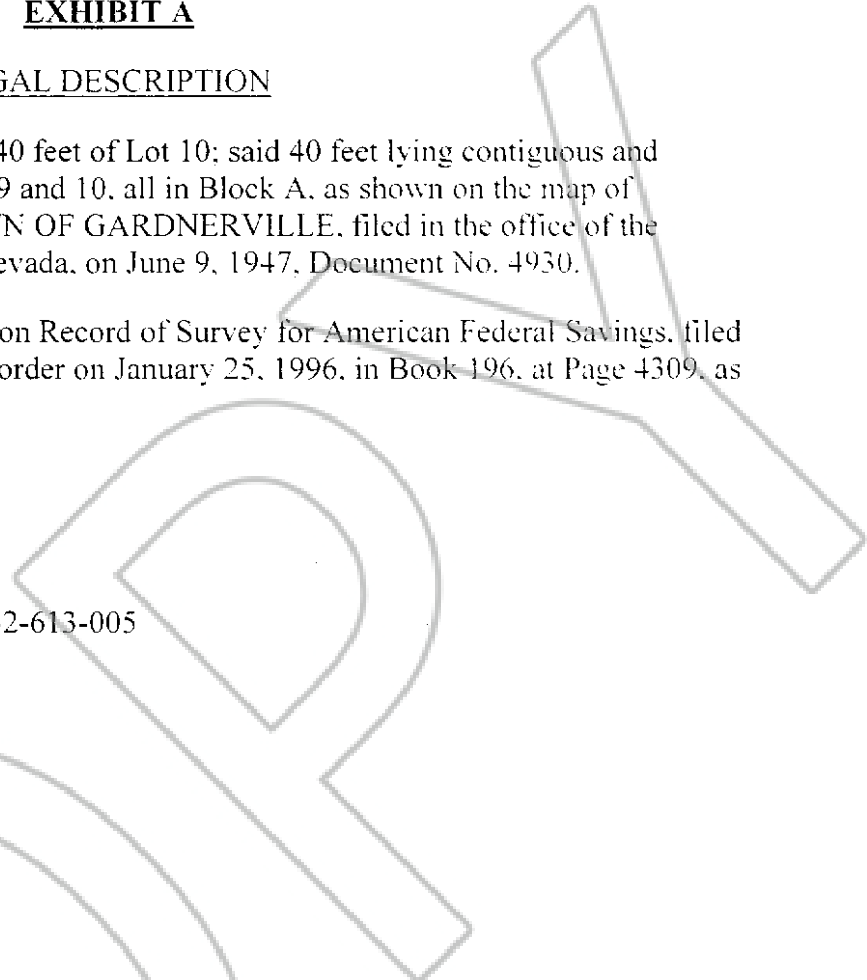 EXHIBIT A
GAL DESCRIPTION
40 feet of Lot 10; said 40 feet lying contiguous and
9 and 10, all in Block A, as shown on the map of
N OF GARDNERVILLE, filed in the office of the
evada, on June 9, 1947, Document No. 4930.
on Record of Survey for American Federal Savings, filed
order on January 25, 1996, in Book 196, at Page 4309, as
2-613-005
PY